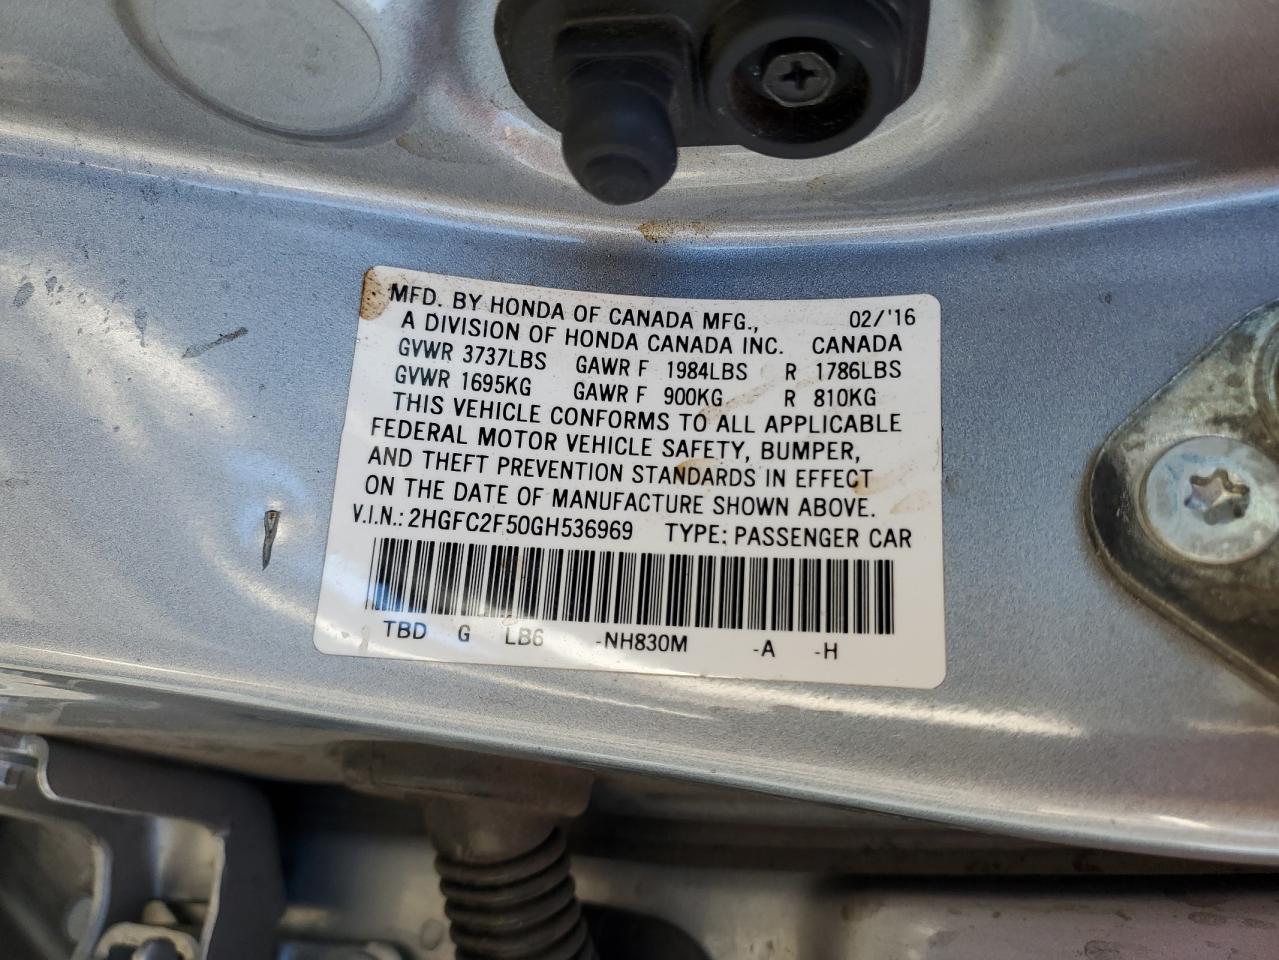 MFD. BY HONDA OF CANADA MFG., 02/'16
A DIVISION OF HONDA CANADA INC. CANADA
GVWR 3737LBS GAWR F 1984LBS R 1786LBS
GVWR 1695KG GAWR F 900KG R 810KG
THIS VEHICLE CONFORMS TO ALL APPLICABLE
FEDERAL MOTOR VEHICLE SAFETY, BUMPER,
AND THEFT PREVENTION STANDARDS IN EFFECT
ON THE DATE OF MANUFACTURE SHOWN ABOVE.
V.I.N.: 2HGFC2F50GH536969 TYPE: PASSENGER CAR
TBD G LB6 -NH830M -A -H